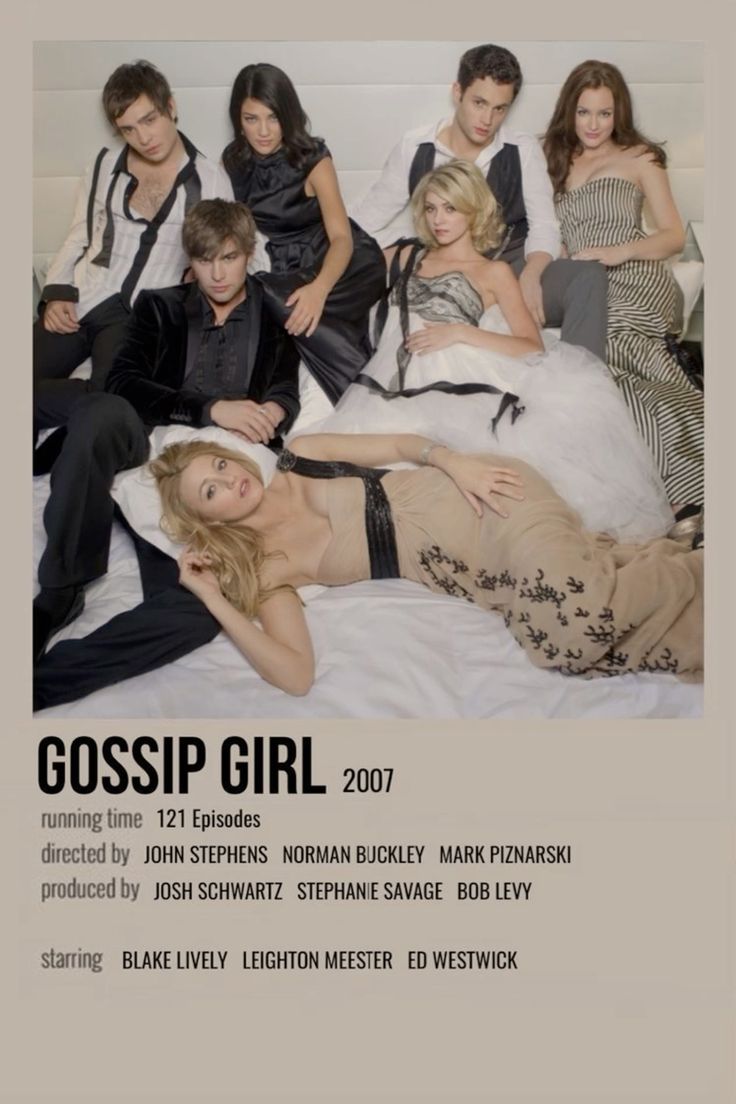 GOSSIP GIRL 2007
running time 121 Episodes
directed by JOHN STEPHENS NORMAN BUCKLEY MARK PIZNARSKI
produced by JOSH SCHWARTZ STEPHANIE SAVAGE BOB LEVY
starring BLAKE LIVELY LEIGHTON MEESTER ED WESTWICK